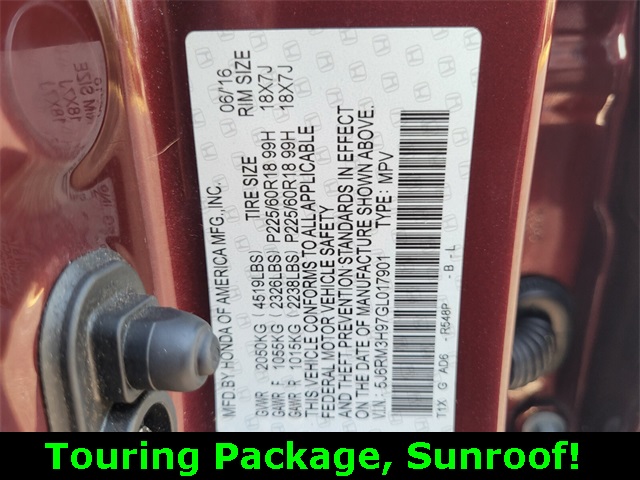 MFD.BY HONDA OF AMERICA MFG., INC. 06/'16
TIRE SIZE RIM SIZE
GVWR 2050KG (4519LBS)
GAWR F 1055KG (2326LBS) P225/60R18 99H 18X7J
GAWR R 1015KG (2238LBS) P225/60R18 99H 18X7J
THIS VEHICLE CONFORMS TO ALL APPLICABLE
FEDERAL MOTOR VEHICLE SAFETY
AND THEFT PREVENTION STANDARDS IN EFFECT
ON THE DATE OF MANUFACTURE SHOWN ABOVE.
V.I.N.: 5J6RM3H97GL017901 TYPE: MPV
T1X G AD6 -R548P -B -L
Touring Package, Sunroof!